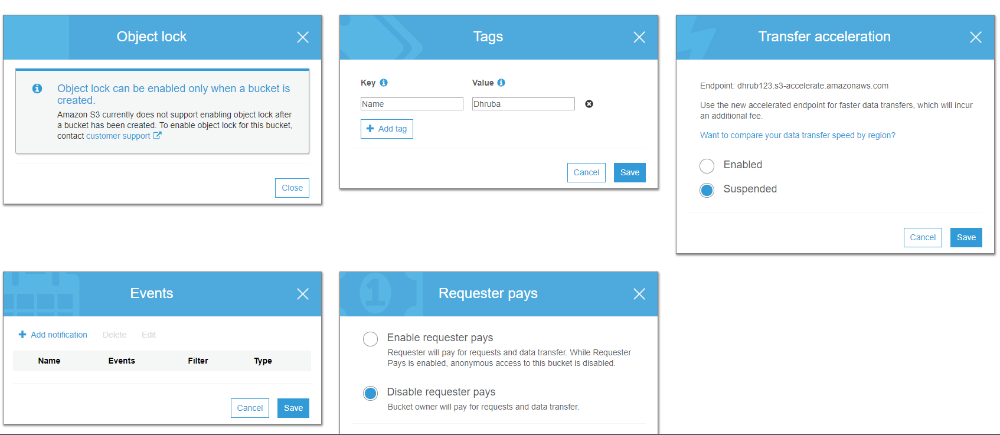 Object lock
Object lock can be enabled only when a bucket is
created.
Amazon S3 currently does not support enabling object lock after
a bucket has been created. To enable object lock for this bucket,
contact customer support
Close
Tags
Key
Value
Name
Dhruba
Add tag
Cancel
Save
Transfer acceleration
Endpoint: dhrub123.s3-accelerate.amazonaws.com
Use the new accelerated endpoint for faster data transfers, which will incur
an additional fee.
Want to compare your data transfer speed by region?
Enabled
Suspended
Cancel
Save
Events
Add notification
Delete
Edit
Name
Events
Filter
Type
Cancel
Save
1
Requester pays
Enable requester pays
Requester will pay for requests and data transfer. While Requester
Pays is enabled, anonymous access to this bucket is disabled.
Disable requester pays
Bucket owner will pay for requests and data transfer.